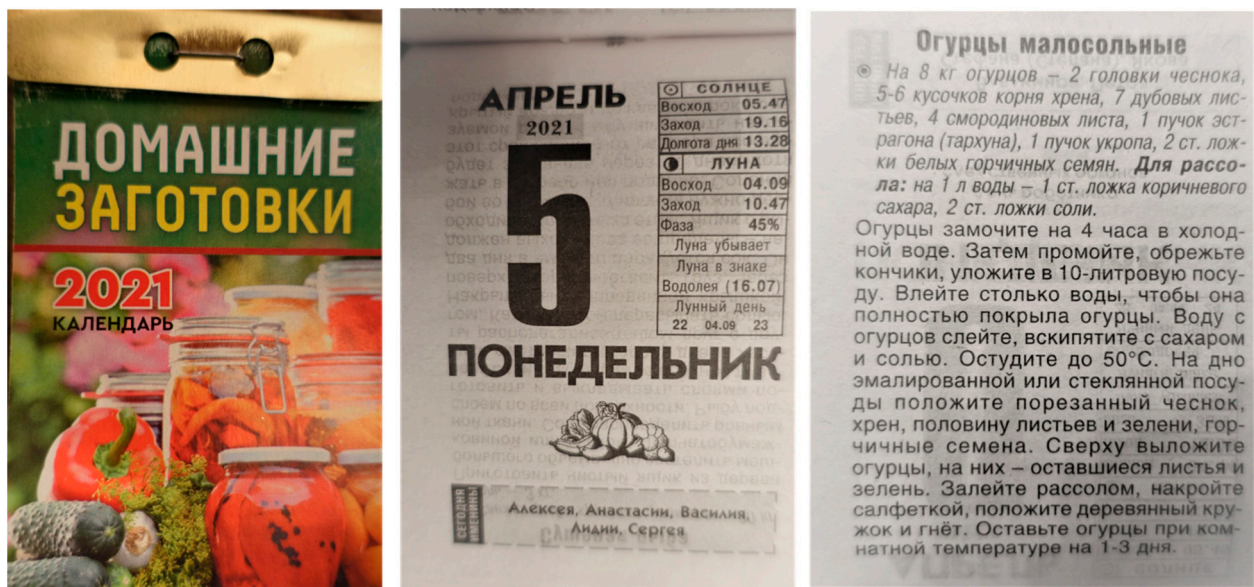 ДОМАШНИЕ
ЗАГОТОВКИ
2021
КАЛЕНДАРЬ
АПРЕЛЬ
2021
5
ПОНЕДЕЛЬНИК
СОЛНЦЕ
Восход 05.47
Заход 19.16
Долгота дня 13.28
ЛУНА
Восход 04.09
Заход 10.47
Фаза 45%
Луна убывает
Луна в знаке
Водолея (16.07)
Лунный день
22 04.09 23
СЕГОДНЯ
ИМЕНИНЫ
Алексея, Анастасии, Василия,
Лидии, Сергея
Огурцы малосольные
На 8 кг огурцов – 2 головки чеснока,
5-6 кусочков корня хрена, 7 дубовых лис-
тьев, 4 смородиновых листа, 1 пучок эст-
рагона (тархуна), 1 пучок укропа, 2 ст. лож-
ки белых горчичных семян. Для рассо-
ла: на 1 л воды – 1 ст. ложка коричневого
сахара, 2 ст. ложки соли.
Огурцы замочите на 4 часа в холод-
ной воде. Затем промойте, обрежьте
кончики, уложите в 10-литровую посу-
ду. Влейте столько воды, чтобы она
полностью покрыла огурцы. Воду с
огурцов слейте, вскипятите с сахаром
и солью. Остудите до 50°С. На дно
эмалированной или стеклянной посу-
ды положите порезанный чеснок,
хрен, половину листьев и зелени, гор-
чичные семена. Сверху выложите
огурцы, на них – оставшиеся листья и
зелень. Залейте рассолом, накройте
салфеткой, положите деревянный кру-
жок и гнёт. Оставьте огурцы при ком-
натной температуре на 1-3 дня.